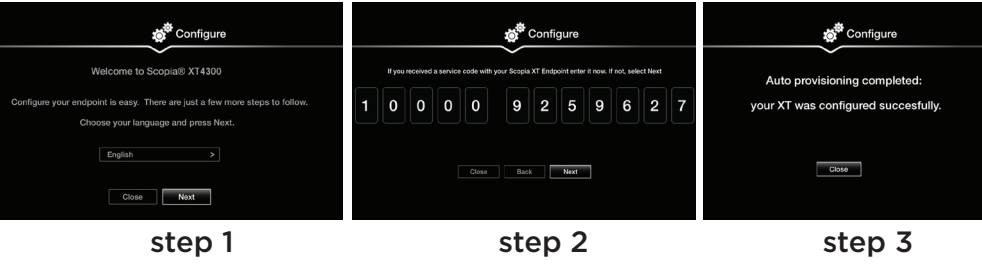 Configure
Welcome to Scopia® XT4300
Configure your endpoint is easy. There are just a few more steps to follow.
Choose your language and press Next.
English >
Close Next
step 1
Configure
If you received a service code with your Scopia XT Endpoint enter it now. If not, select Next
1 0 0 0 0 9 2 5 9 6 2 7
Close Back Next
step 2
Configure
Auto provisioning completed:
your XT was configured succesfully.
Close
step 3